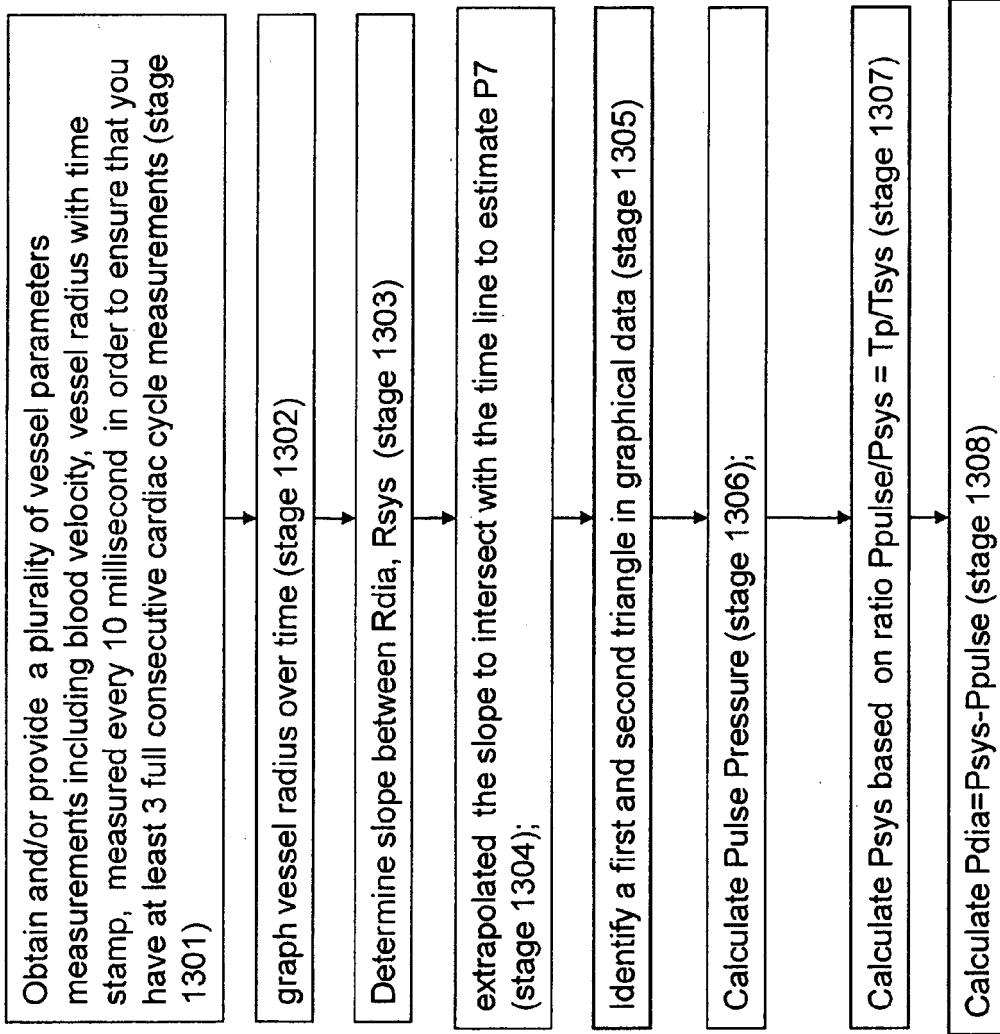 Obtain and/or provide a plurality of vessel parameters
measurements including blood velocity, vessel radius with time
stamp, measured every 10 millisecond in order to ensure that you
have at least 3 full consecutive cardiac cycle measurements (stage
1301)
graph vessel radius over time (stage 1302)
Determine slope between Rdia, Rsys (stage 1303)
extrapolated the slope to intersect with the time line to estimate P7
(stage 1304);
Identify a first and second triangle in graphical data (stage 1305)
Calculate Pulse Pressure (stage 1306);
Calculate Psys based on ratio Ppulse/Psys = Tp/Tsys (stage 1307)
Calculate Pdia=Psys-Ppulse (stage 1308)